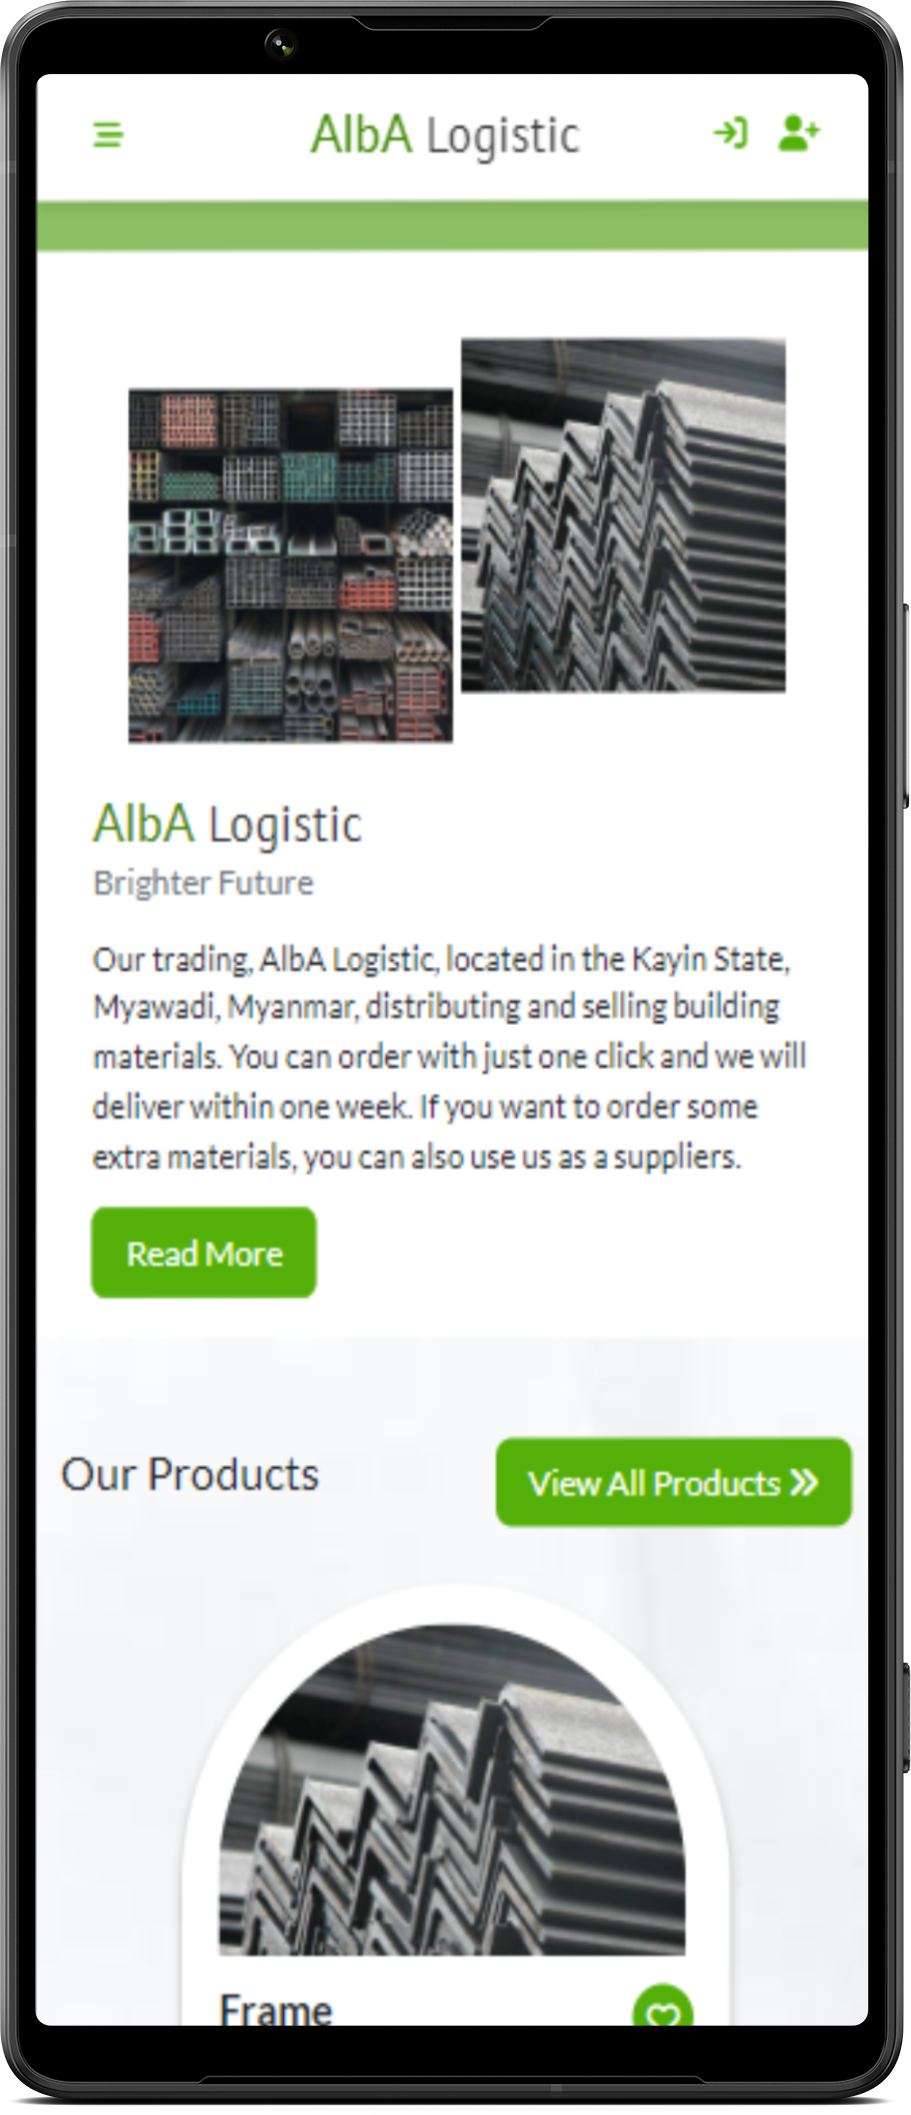 AlbA Logistic
AlbA Logistic
Brighter Future
Our trading, AlbA Logistic, located in the Kayin State,
Myawadi, Myanmar, distributing and selling building
materials. You can order with just one click and we will
deliver within one week. If you want to order some
extra materials, you can also use us as a suppliers.
Read More
Our Products
View All Products
Frame